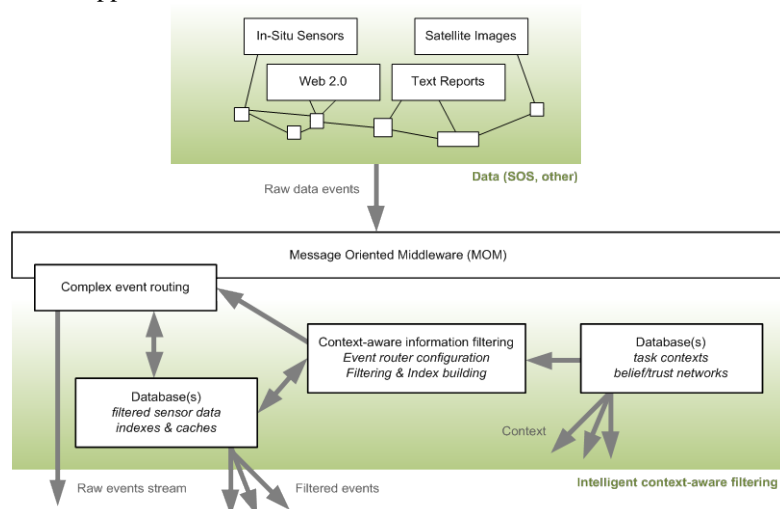 In-Situ Sensors
Satellite Images
Web 2.0
Text Reports
Data (SOS, other)
Raw data events
Message Oriented Middleware (MOM)
Complex event routing
Context-aware information filtering
Event router configuration
Filtering & Index building
Database(s)
task contexts
belief/trust networks
Database(s)
filtered sensor data
indexes & caches
Context
Raw events stream
Filtered events
Intelligent context-aware filtering